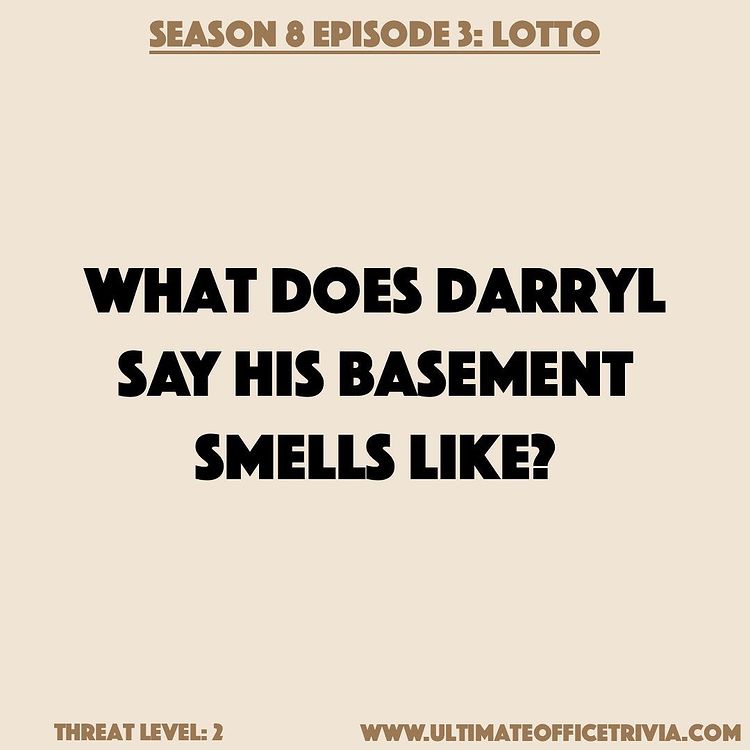 SEASON 8 EPISODE 3: LOTTO
WHAT DOES DARRYL
SAY HIS BASEMENT
SMELLS LIKE?
THREAT LEVEL: 2
WWW.ULTIMATEOFFICETRIVIA.COM